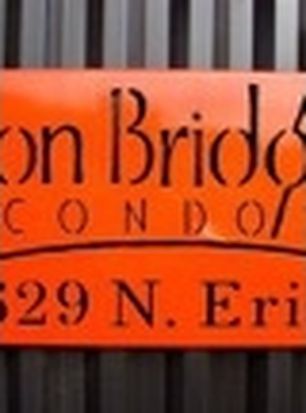 on Bridg
CONDO
529 N. Eri